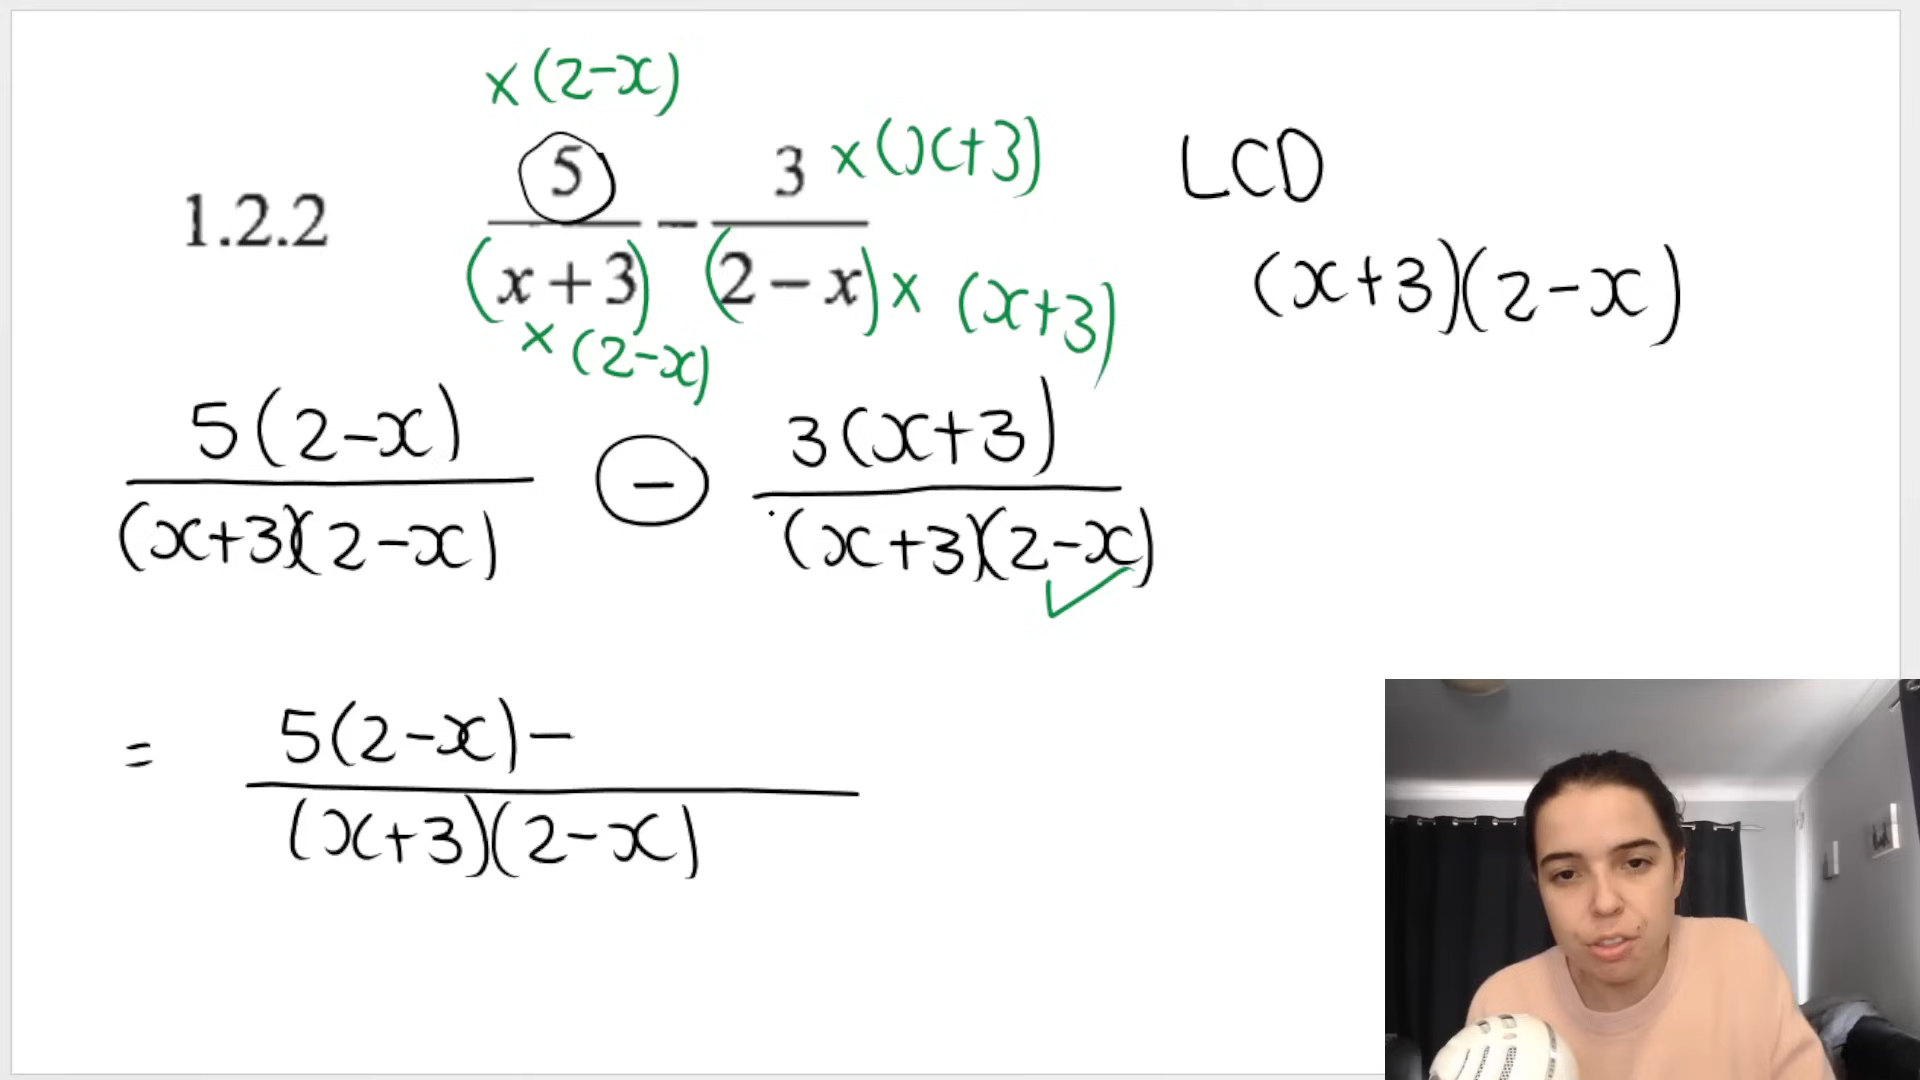 ×(2-x)
5 3 ×(x+3) LCD
1.2.2 —
(x+3) (2-x) × (x+3) (x+3)(2-x)
×(2-x)
5(2-x) - 3(x+3)
(x+3)(2-x) (x+3)(2-x)
= 5(2-x)-
(x+3)(2-x)